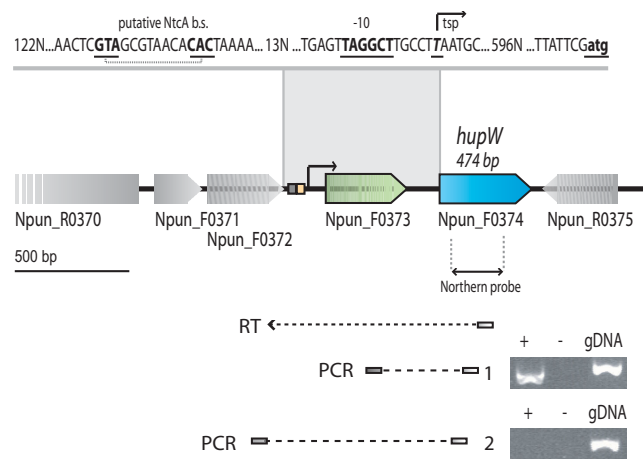 putative NtcA b.s. -10 tsp
122N...AACTCGTAGCGTAACACACTAAAA... 13N ...TGAGTTAGGCTTGCCTTAATGC... 596N ...TTATTCGatg
hupW
474 bp
Npun_R0370 Npun_F0371 Npun_F0373 Npun_F0374 Npun_R0375
Npun_F0372
500 bp
Northern probe
RT
+ - gDNA
PCR 1
+ - gDNA
PCR 2